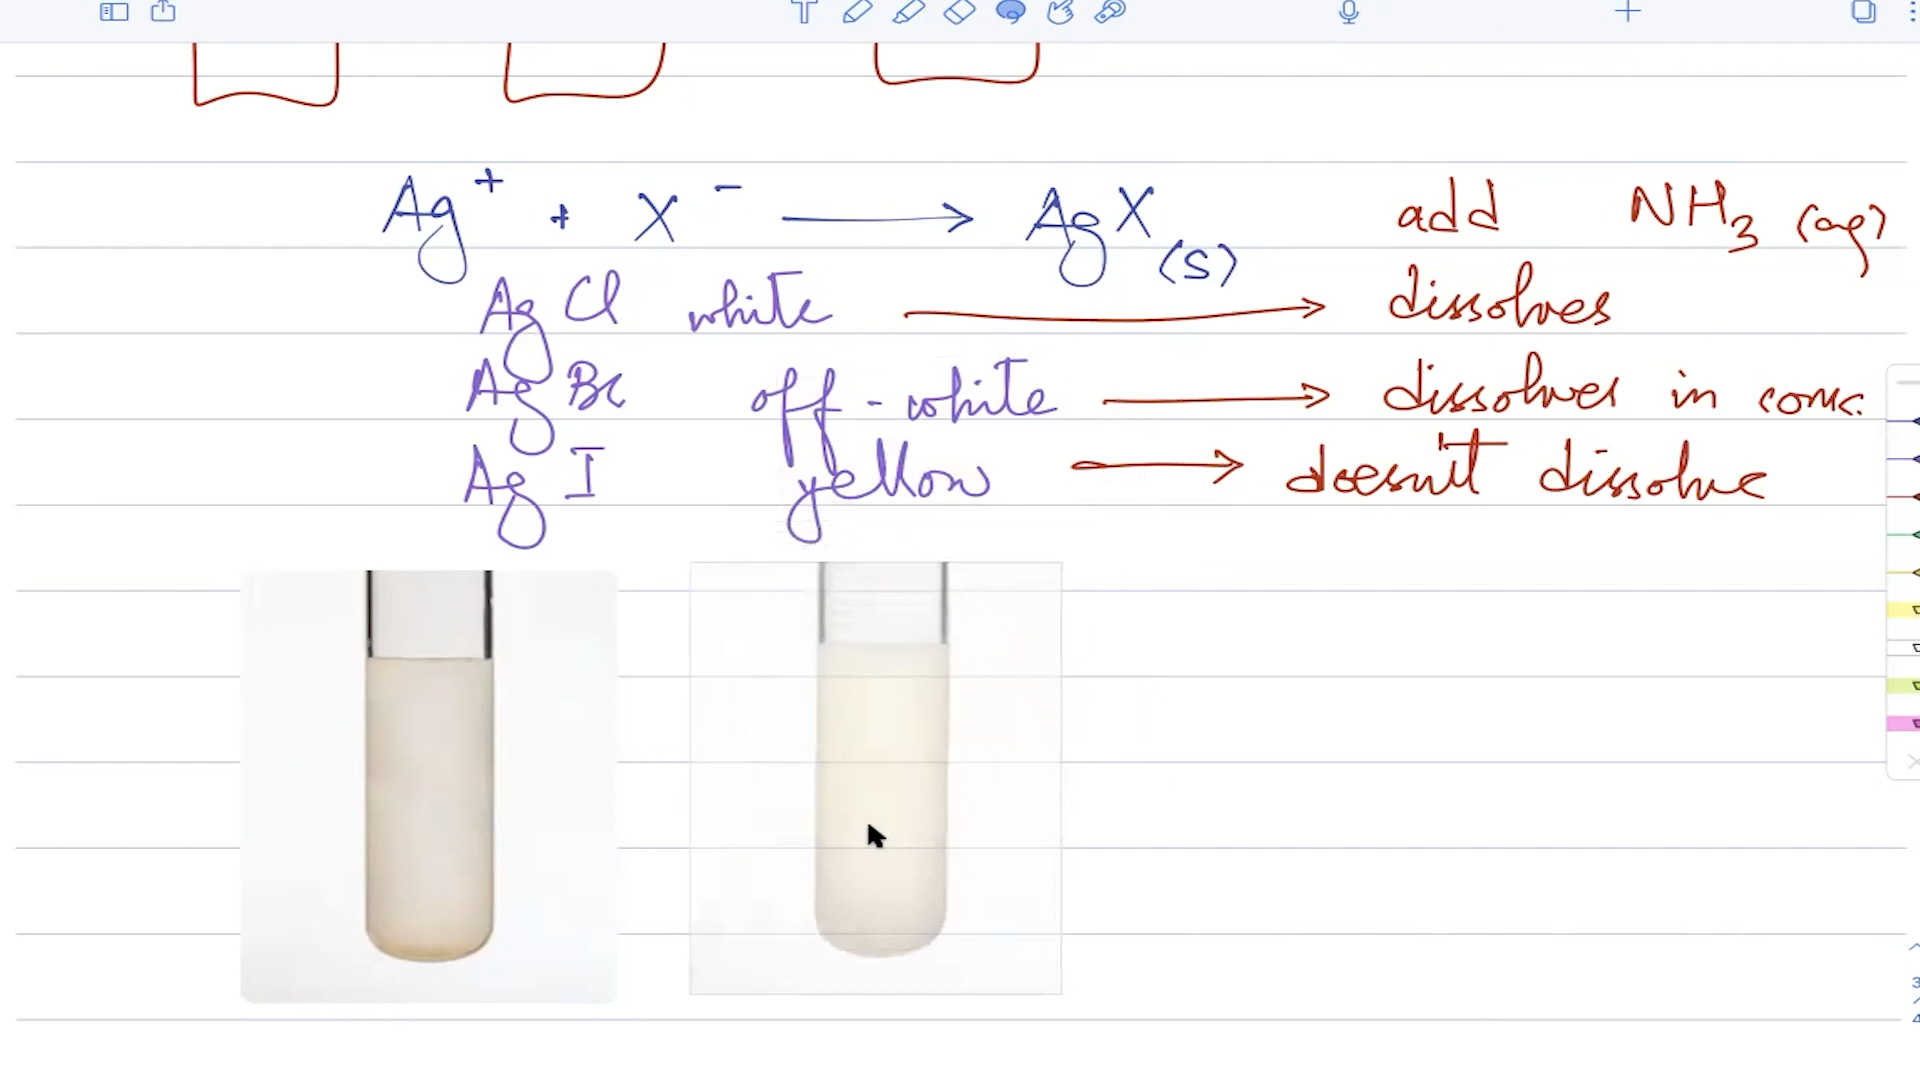 Ag⁺ + X⁻ ⟶ AgX (s) add NH₃ (aq)
AgCl white ⟶ dissolves
AgBr off-white ⟶ dissolves in conc.
AgI yellow ⟶ doesn't dissolve